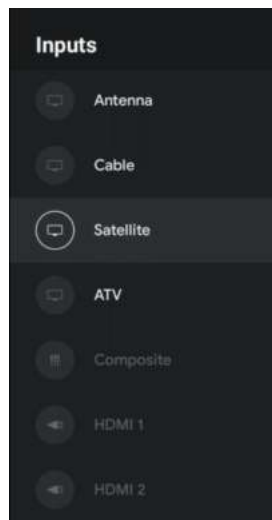 Inputs
Antenna
Cable
Satellite
ATV
Composite
HDMI 1
HDMI 2